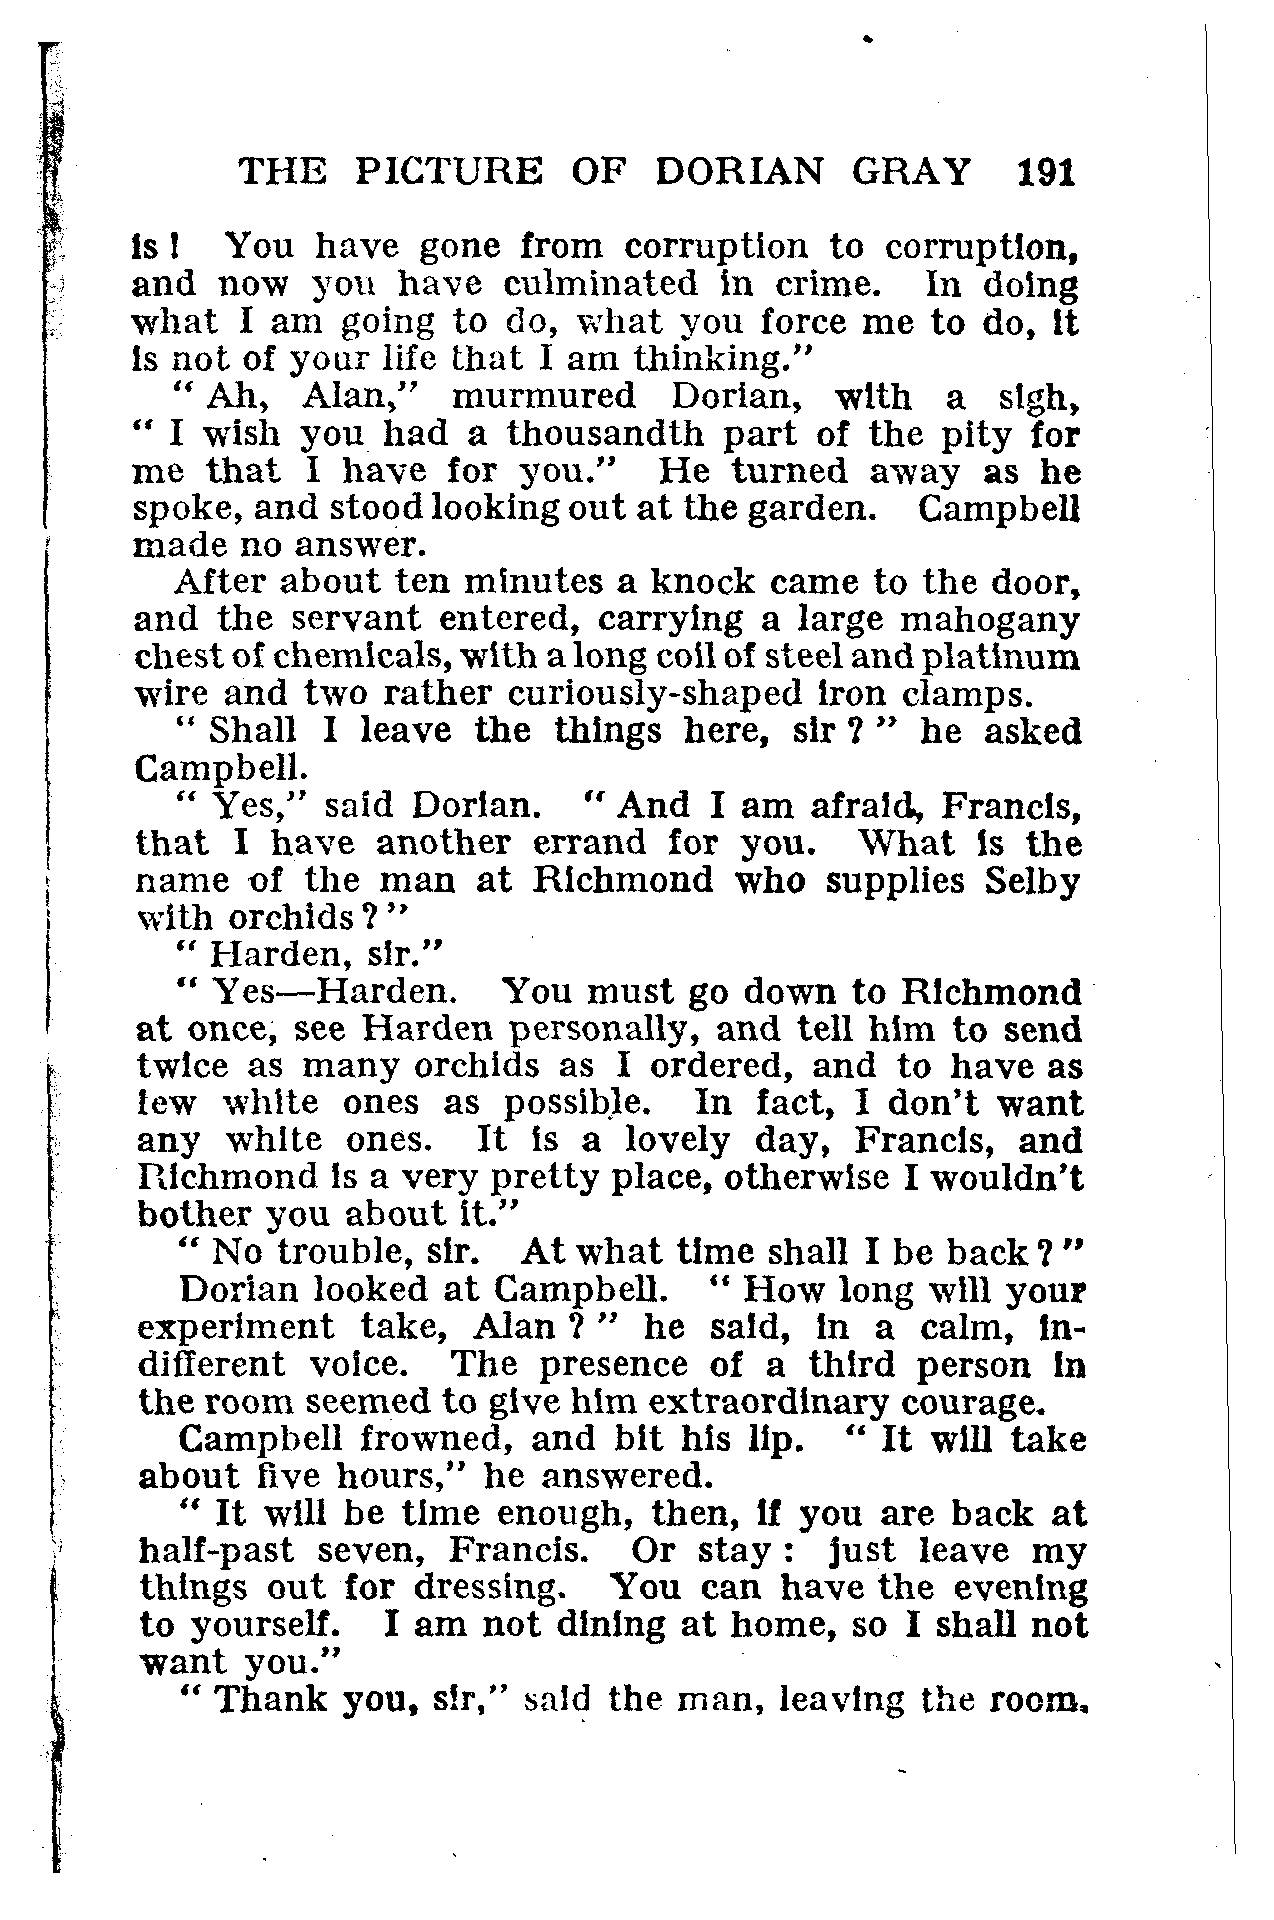 THE PICTURE OF DORIAN GRAY 191
is! You have gone from corruption to corruption,
and now you have culminated in crime. In doing
what I am going to do, what you force me to do, it
is not of your life that I am thinking."
"Ah, Alan," murmured Dorian, with a sigh,
"I wish you had a thousandth part of the pity for
me that I have for you." He turned away as he
spoke, and stood looking out at the garden. Campbell
made no answer.
After about ten minutes a knock came to the door,
and the servant entered, carrying a large mahogany
chest of chemicals, with a long coil of steel and platinum
wire and two rather curiously-shaped iron clamps.
"Shall I leave the things here, sir?" he asked
Campbell.
"Yes," said Dorian. "And I am afraid, Francis,
that I have another errand for you. What is the
name of the man at Richmond who supplies Selby
with orchids?"
"Harden, sir."
"Yes—Harden. You must go down to Richmond
at once, see Harden personally, and tell him to send
twice as many orchids as I ordered, and to have as
few white ones as possible. In fact, I don't want
any white ones. It is a lovely day, Francis, and
Richmond is a very pretty place, otherwise I wouldn't
bother you about it."
"No trouble, sir. At what time shall I be back?"
Dorian looked at Campbell. "How long will your
experiment take, Alan?" he said, in a calm, in-
different voice. The presence of a third person in
the room seemed to give him extraordinary courage.
Campbell frowned, and bit his lip. "It will take
about five hours," he answered.
"It will be time enough, then, if you are back at
half-past seven, Francis. Or stay: just leave my
things out for dressing. You can have the evening
to yourself. I am not dining at home, so I shall not
want you."
"Thank you, sir," said the man, leaving the room.